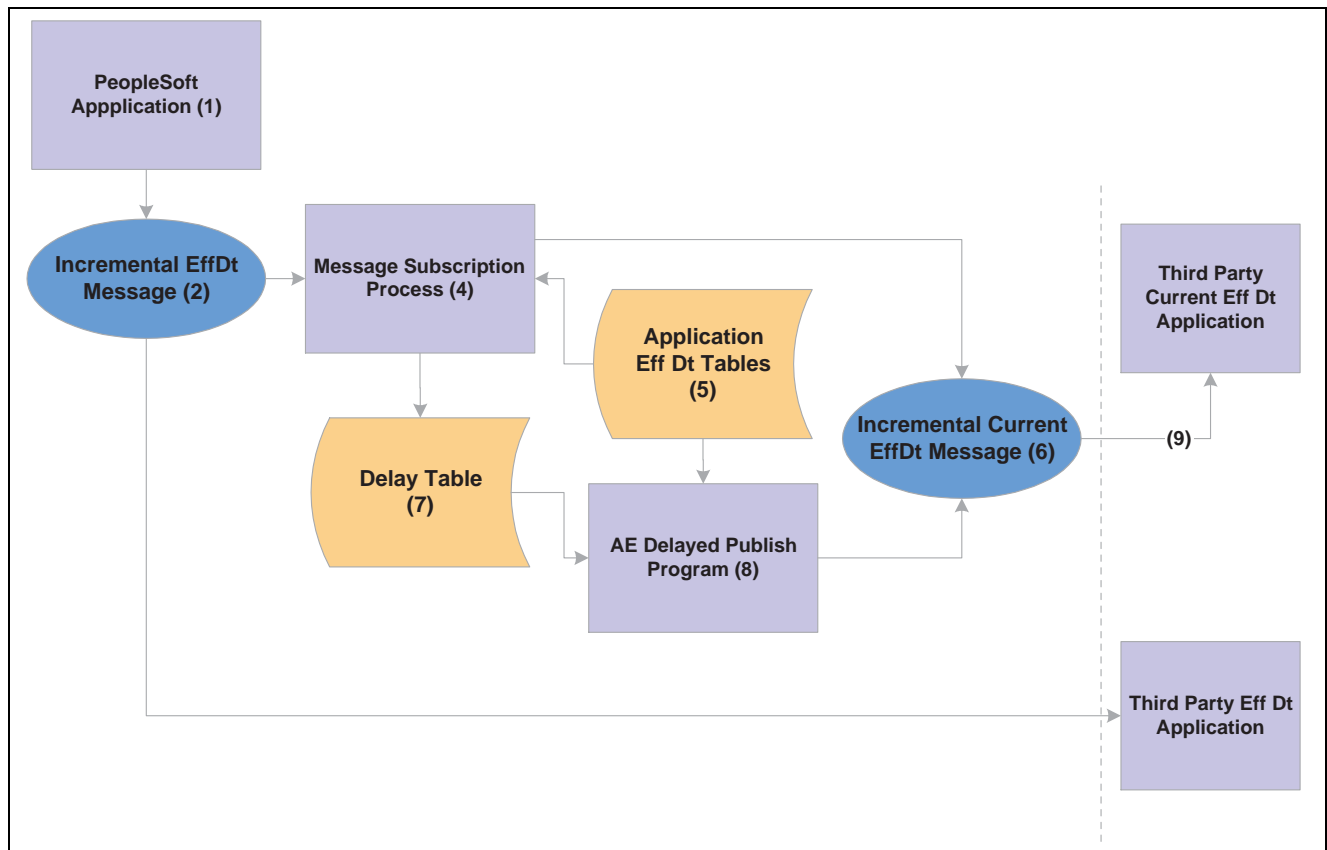 PeopleSoft
Appplication (1)
Incremental EffDt
Message (2)
Message Subscription
Process (4)
Application
Eff Dt Tables
(5)
Delay Table
(7)
AE Delayed Publish
Program (8)
Incremental Current
EffDt Message (6)
(9)
Third Party
Current Eff Dt
Application
Third Party Eff Dt
Application